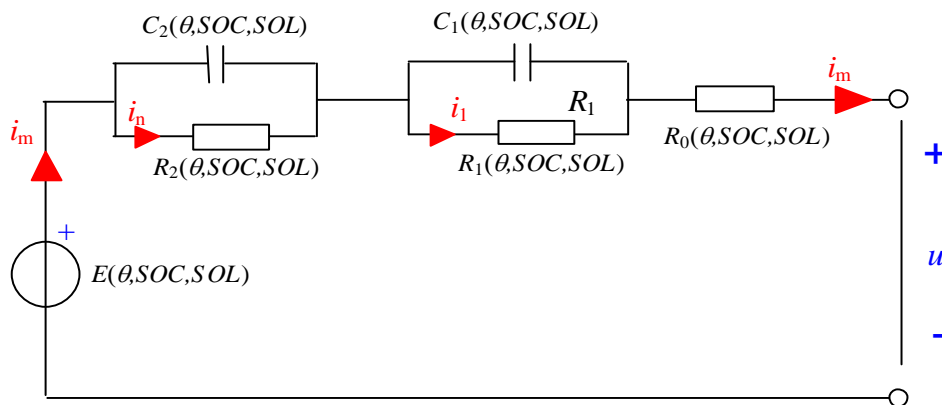 C₂(θ,SOC,SOL)
C₁(θ,SOC,SOL)
iₘ
iₙ
i₁
R₁
iₘ
R₂(θ,SOC,SOL)
R₁(θ,SOC,SOL)
R₀(θ,SOC,SOL)
+
+
E(θ,SOC,SOL)
u
-